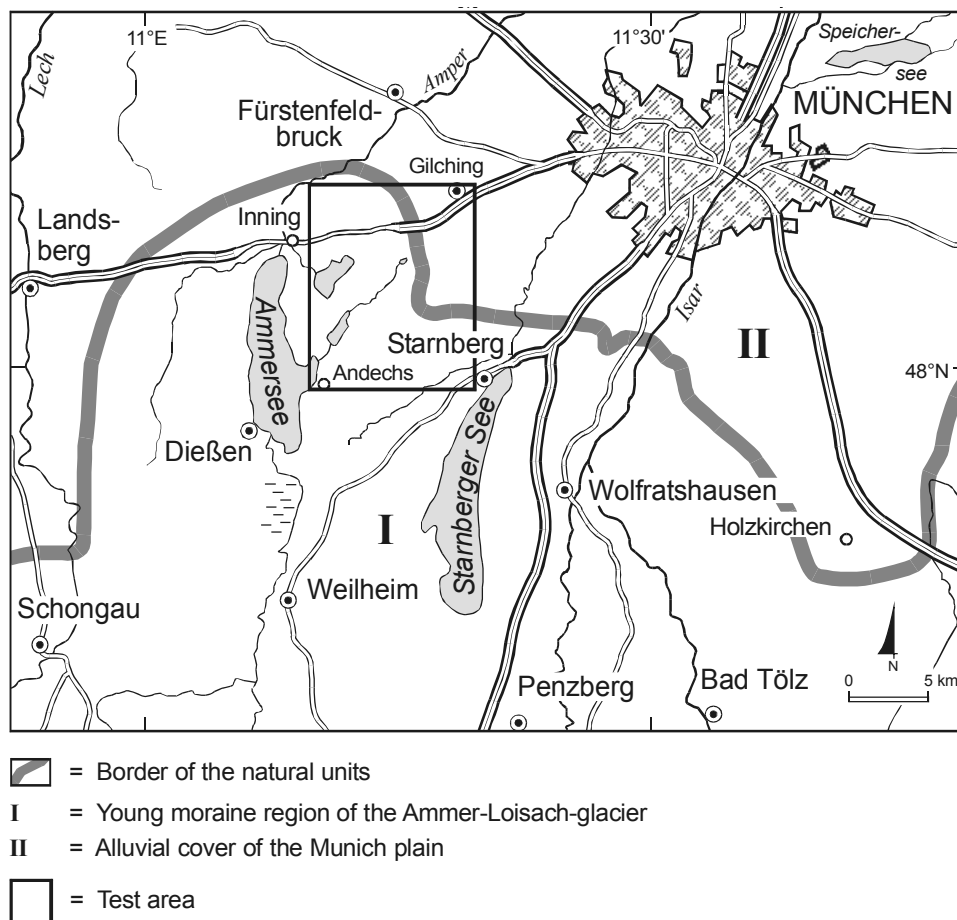 11°E
11°30'
Speicher-
see
Lech
Amper
MÜNCHEN
Fürstenfeld-
bruck
Gilching
Lands-
berg
Inning
Isar
Ammersee
Starnberg
II
Andechs
48°N
Dießen
Starnberger See
Wolfratshausen
I
Holzkirchen
Weilheim
Schongau
N
Penzberg
Bad Tölz
0 5 km
= Border of the natural units
I = Young moraine region of the Ammer-Loisach-glacier
II = Alluvial cover of the Munich plain
= Test area